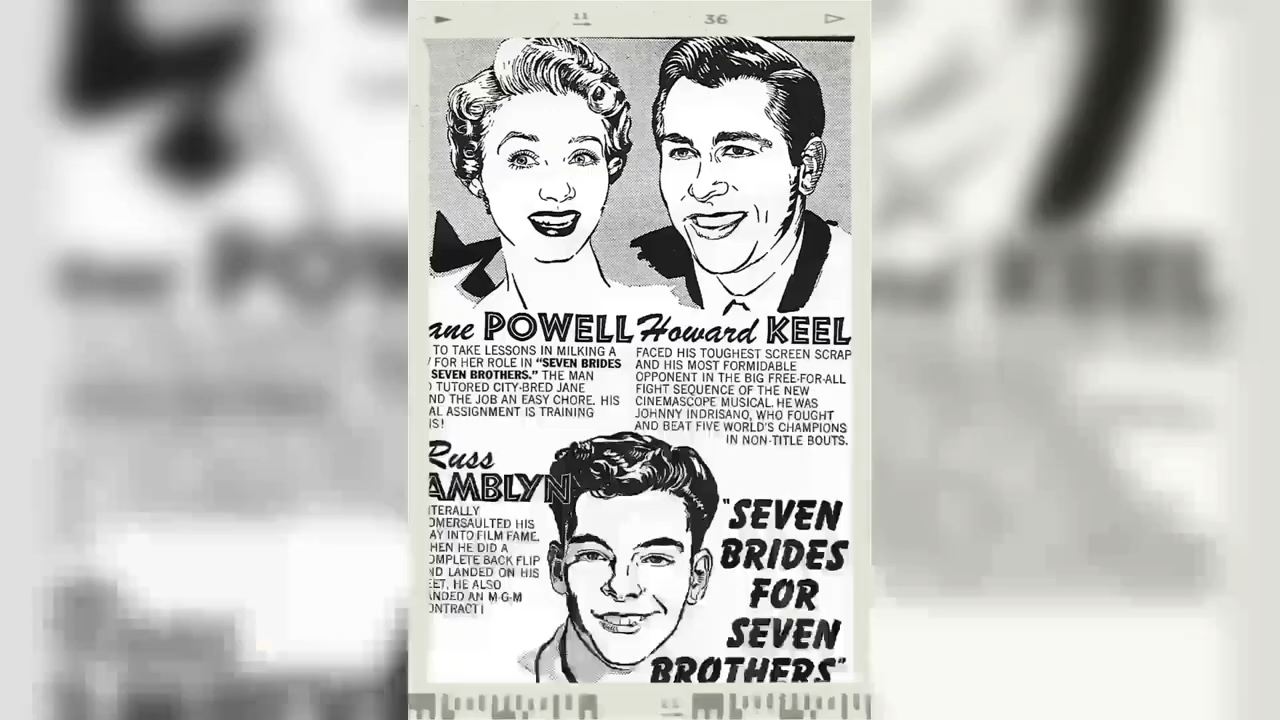 11
36
ane POWELL
TO TAKE LESSONS IN MILKING A
FOR HER ROLE IN "SEVEN BRIDES
SEVEN BROTHERS." THE MAN
TUTORED CITY-BRED JANE
ND THE JOB AN EASY CHORE. HIS
AL ASSIGNMENT IS TRAINING
IS!
Howard KEEL
FACED HIS TOUGHEST SCREEN SCRAP
AND HIS MOST FORMIDABLE
OPPONENT IN THE BIG FREE-FOR-ALL
FIGHT SEQUENCE OF THE NEW
CINEMASCOPE MUSICAL. HE WAS
JOHNNY INDRISANO, WHO FOUGHT
AND BEAT FIVE WORLD'S CHAMPIONS
IN NON-TITLE BOUTS.
Russ
AMBLYN
ITERALLY
OMERSAULTED HIS
AY INTO FILM FAME.
HEN HE DID A
OMPLETE BACK FLIP
ND LANDED ON HIS
EET, HE ALSO
ANDED AN M-G-M
ONTRACT!
"SEVEN
BRIDES
FOR
SEVEN
BROTHERS"